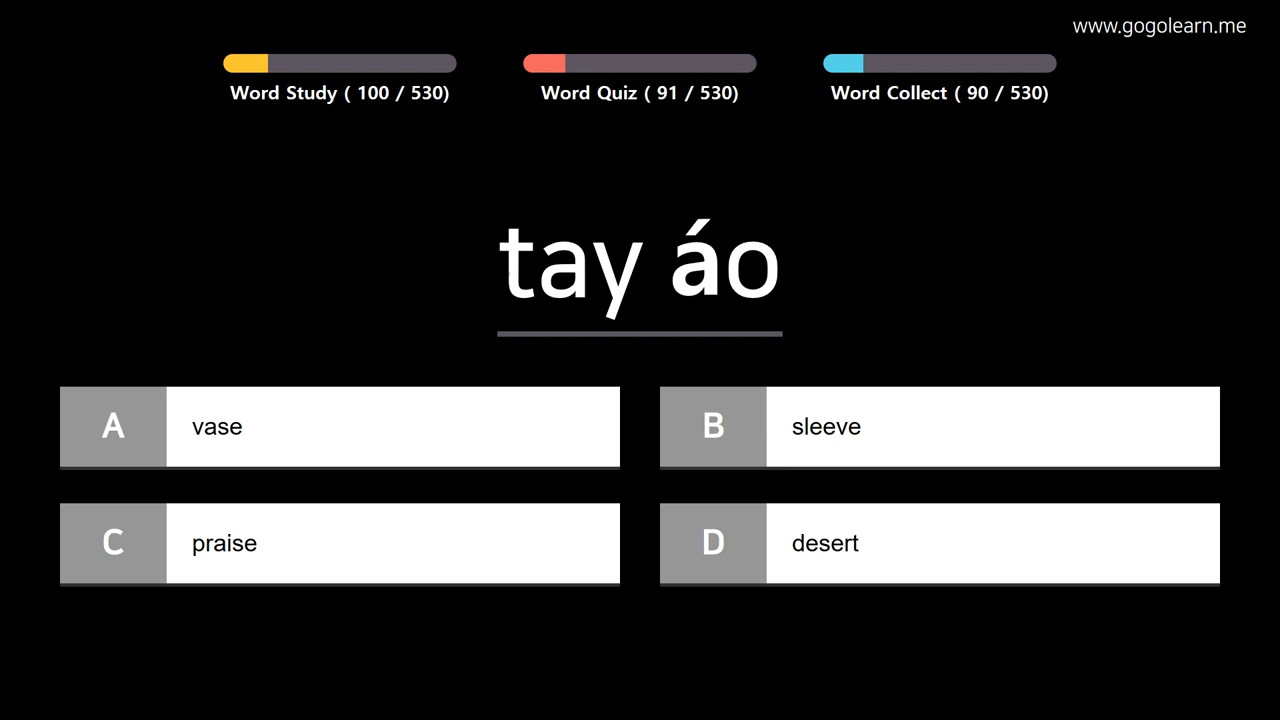 www.gogolearn.me
Word Study ( 100 / 530)
Word Quiz ( 91 / 530)
Word Collect ( 90 / 530)
tay áo
A vase
B sleeve
C praise
D desert